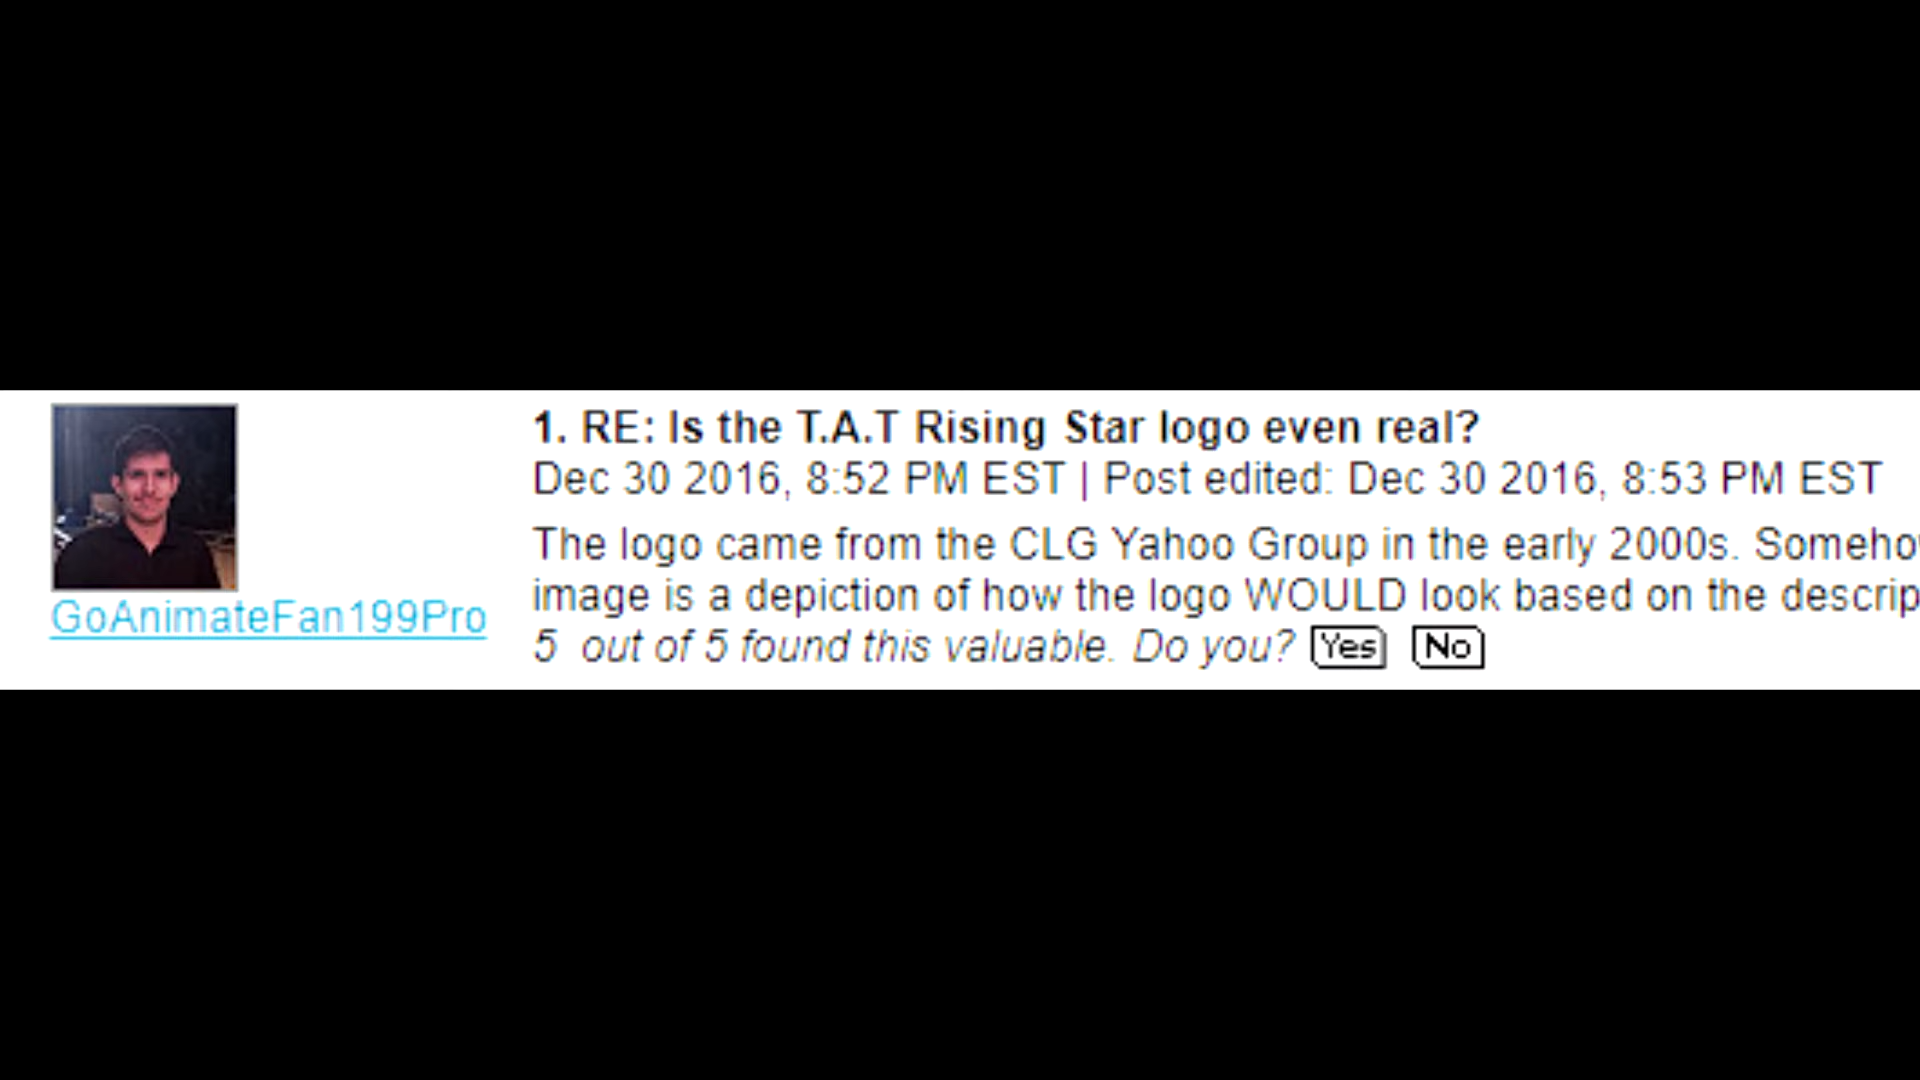 1. RE: Is the T.A.T Rising Star logo even real?
Dec 30 2016, 8:52 PM EST | Post edited: Dec 30 2016, 8:53 PM EST
The logo came from the CLG Yahoo Group in the early 2000s.
image is a depiction of how the logo WOULD look based on the
5 out of 5 found this valuable. Do you? Yes No
GoAnimateFan199Pro